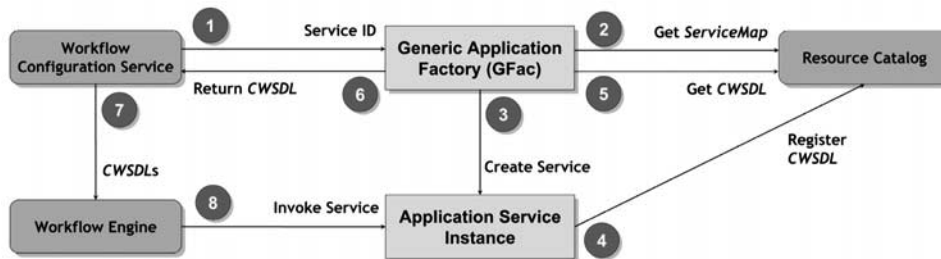 1
Service ID
2
Get ServiceMap
Workflow
Configuration Service
Generic Application
Factory (GFac)
Resource Catalog
Return CWSDL
6
5
Get CWSDL
7
3
Register
CWSDL
CWSDLs
Create Service
8
Invoke Service
Workflow Engine
Application Service
Instance
4